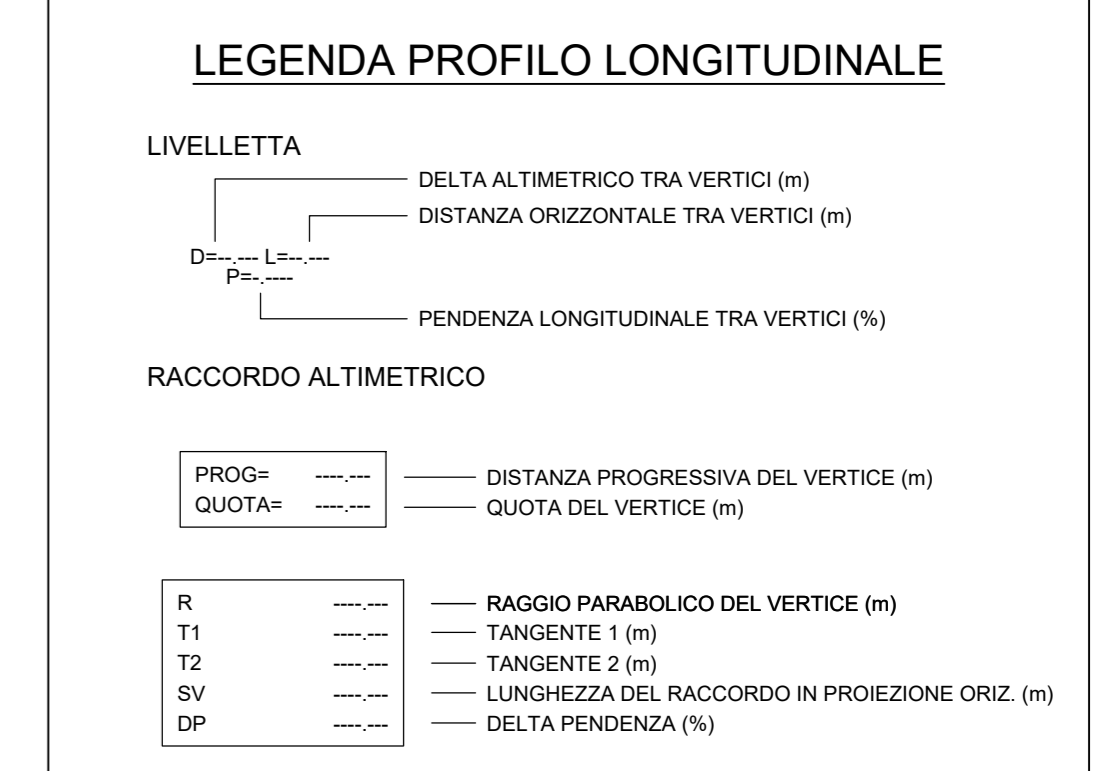 LEGENDA PROFILO LONGITUDINALE
LIVELLETTA
DELTA ALTIMETRICO TRA VERTICI (m)
DISTANZA ORIZZONTALE TRA VERTICI (m)
D=--.--- L=--.---
P=-.----
PENDENZA LONGITUDINALE TRA VERTICI (%)
RACCORDO ALTIMETRICO
PROG= ----.--- DISTANZA PROGRESSIVA DEL VERTICE (m)
QUOTA= ----.--- QUOTA DEL VERTICE (m)
R ----.--- RAGGIO PARABOLICO DEL VERTICE (m)
T1 ----.--- TANGENTE 1 (m)
T2 ----.--- TANGENTE 2 (m)
SV ----.--- LUNGHEZZA DEL RACCORDO IN PROIEZIONE ORIZ. (m)
DP ----.--- DELTA PENDENZA (%)